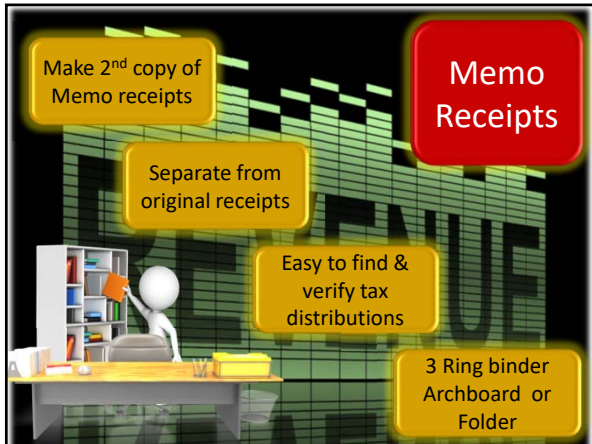 Memo
Receipts
Make 2nd copy of
Memo receipts
Separate from
original receipts
Easy to find &
verify tax
distributions
3 Ring binder
Archboard or
Folder
REVENUE